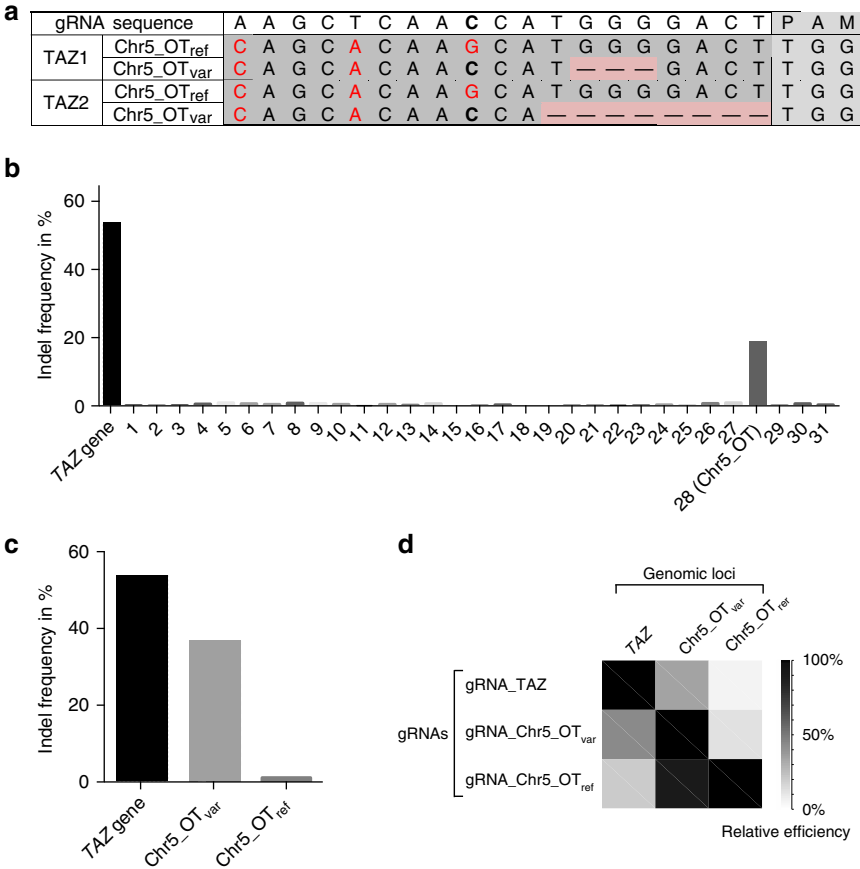 a
gRNA sequence A A G C T C A A C C A T G G G G A C T P A M
TAZ1 Chr5_OTref C A G C A C A A G C A T G G G G A C T T G G
Chr5_OTvar C A G C A C A A C C A T — — — G A C T T G G
TAZ2 Chr5_OTref C A G C A C A A G C A T G G G G A C T T G G
Chr5_OTvar C A G C A C A A C C A — — — — — — — — T G G
b
Indel frequency in %
60
40
20
0
TAZ gene 1 2 3 4 5 6 7 8 9 10 11 12 13 14 15 16 17 18 19 20 21 22 23 24 25 26 27 28 (Chr5_OT) 29 30 31
c
Indel frequency in %
60
40
20
0
TAZ gene Chr5_OTvar Chr5_OTref
d
Genomic loci
TAZ Chr5_OTvar Chr5_OTrer
gRNAs
gRNA_TAZ
gRNA_Chr5_OTvar
gRNA_Chr5_OTref
100%
50%
0%
Relative efficiency